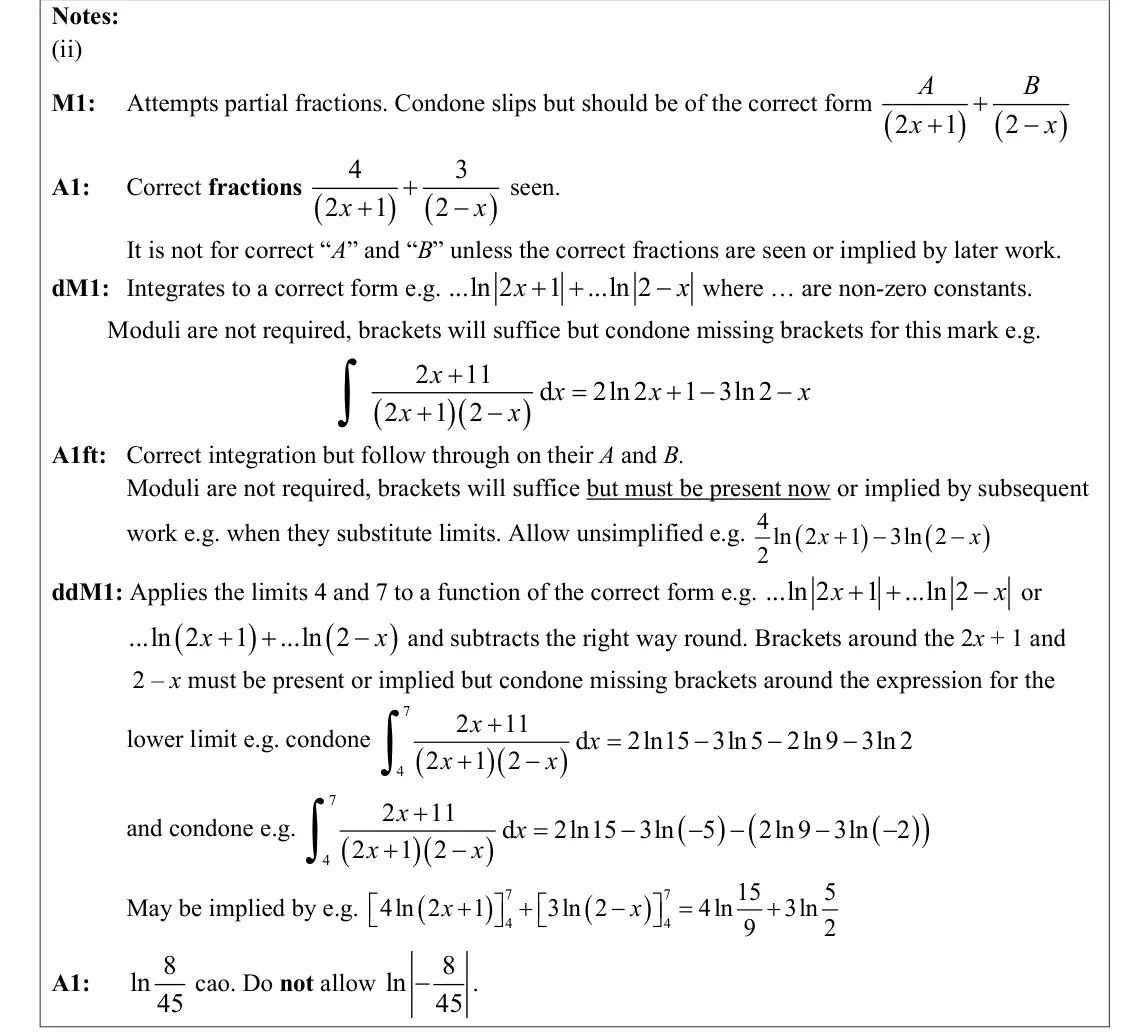 Notes:
(ii)
M1: Attempts partial fractions. Condone slips but should be of the correct form A/(2x+1) + B/(2−x)
A1: Correct fractions 4/(2x+1) + 3/(2−x) seen.
It is not for correct “A” and “B” unless the correct fractions are seen or implied by later work.
dM1: Integrates to a correct form e.g. ...ln|2x+1|+...ln|2−x| where … are non-zero constants.
Moduli are not required, brackets will suffice but condone missing brackets for this mark e.g.
∫ (2x+11)/((2x+1)(2−x)) dx = 2ln2x+1−3ln2−x
A1ft: Correct integration but follow through on their A and B.
Moduli are not required, brackets will suffice but must be present now or implied by subsequent
work e.g. when they substitute limits. Allow unsimplified e.g. 4/2 ln(2x+1)−3ln(2−x)
ddM1: Applies the limits 4 and 7 to a function of the correct form e.g. ...ln|2x+1|+...ln|2−x| or
...ln(2x+1)+...ln(2−x) and subtracts the right way round. Brackets around the 2x + 1 and
2 – x must be present or implied but condone missing brackets around the expression for the
lower limit e.g. condone ∫₄⁷ (2x+11)/((2x+1)(2−x)) dx = 2ln15−3ln5−2ln9−3ln2
and condone e.g. ∫₄⁷ (2x+11)/((2x+1)(2−x)) dx = 2ln15−3ln(−5)−(2ln9−3ln(−2))
May be implied by e.g. [4ln(2x+1)]₄⁷+[3ln(2−x)]₄⁷ = 4ln 15/9 + 3ln 5/2
A1: ln 8/45 cao. Do not allow ln|−8/45|.